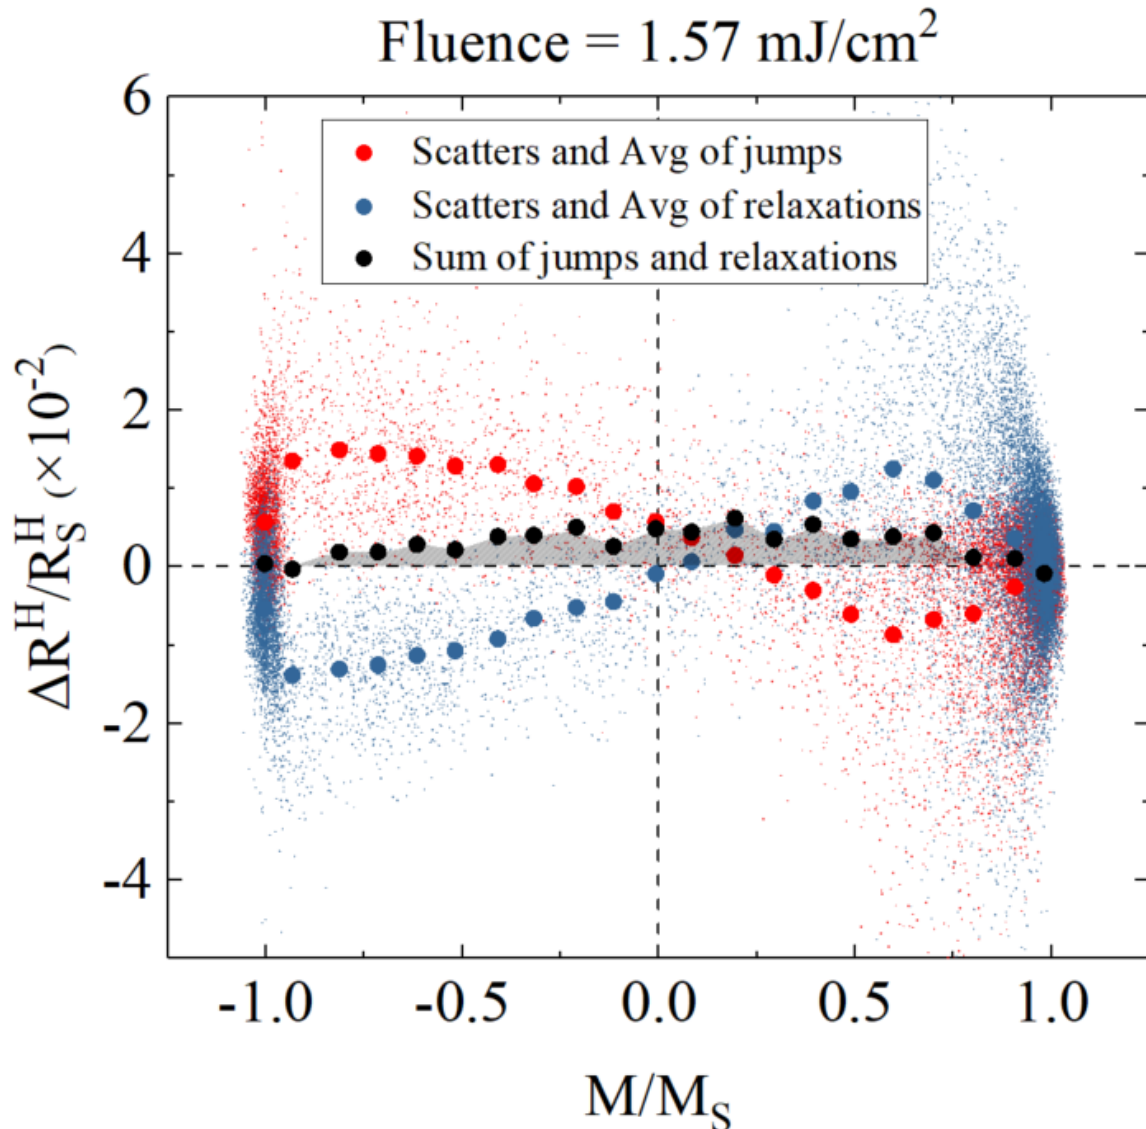 Fluence = 1.57 mJ/cm²
6
4
2
0
-2
-4
ΔR^H/R_S^H (×10⁻²)
Scatters and Avg of jumps
Scatters and Avg of relaxations
Sum of jumps and relaxations
-1.0 -0.5 0.0 0.5 1.0
M/M_S